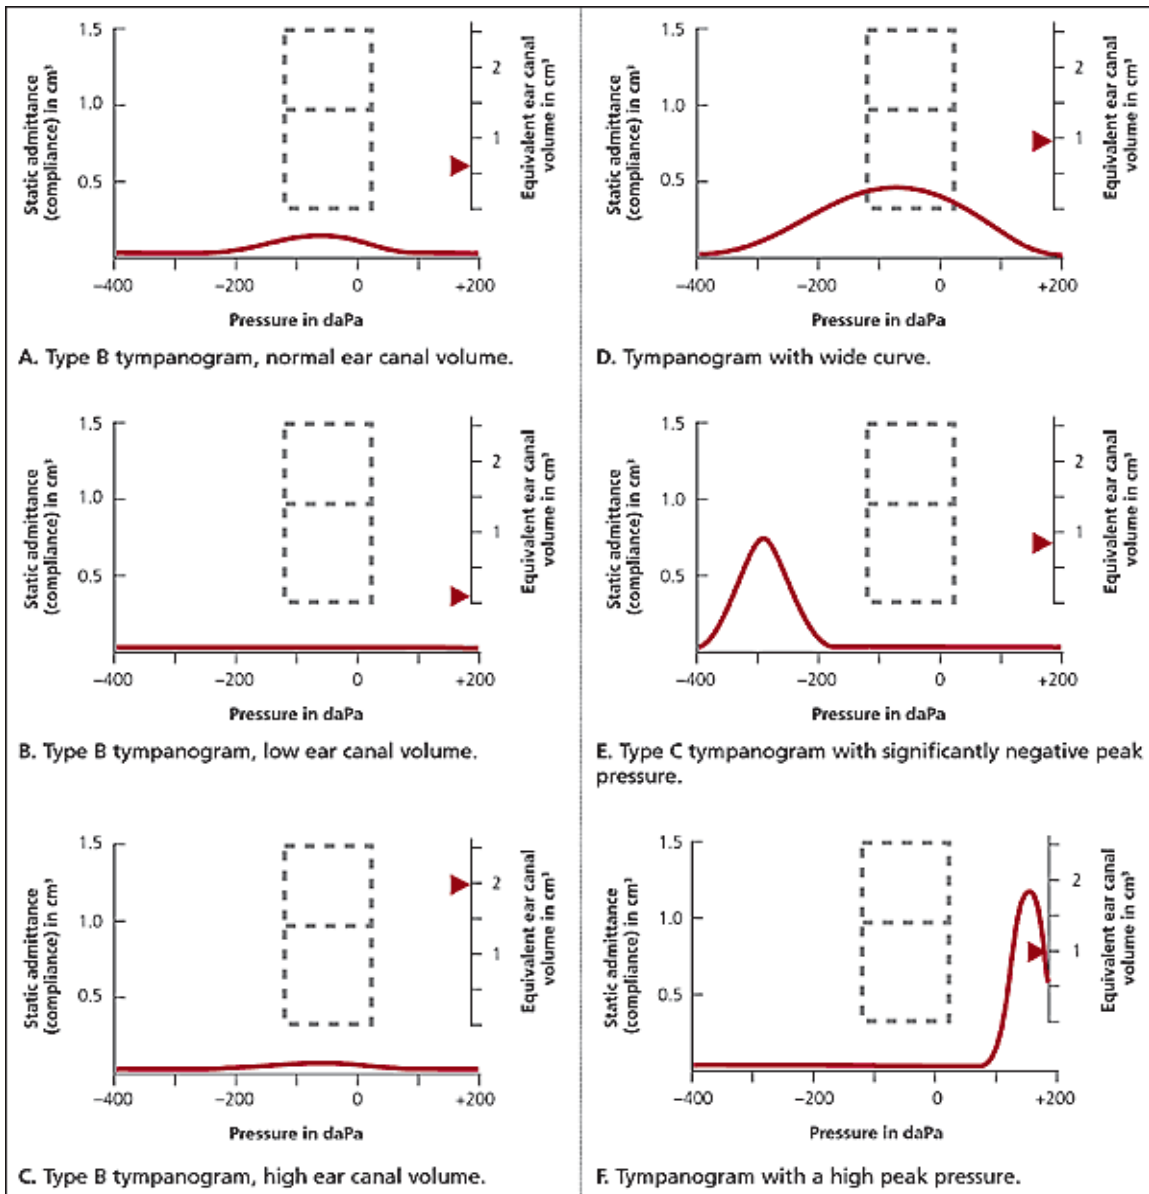 Static admittance
(compliance) in cm³
1.5
1.0
0.5
2
1
Equivalent ear canal
volume in cm³
−400
−200
0
+200
Pressure in daPa
A. Type B tympanogram, normal ear canal volume.
Static admittance
(compliance) in cm³
1.5
1.0
0.5
2
1
Equivalent ear canal
volume in cm³
−400
−200
0
+200
Pressure in daPa
D. Tympanogram with wide curve.
Static admittance
(compliance) in cm³
1.5
1.0
0.5
2
1
Equivalent ear canal
volume in cm³
−400
−200
0
+200
Pressure in daPa
B. Type B tympanogram, low ear canal volume.
Static admittance
(compliance) in cm³
1.5
1.0
0.5
2
1
Equivalent ear canal
volume in cm³
−400
−200
0
+200
Pressure in daPa
E. Type C tympanogram with significantly negative peak
pressure.
Static admittance
(compliance) in cm³
1.5
1.0
0.5
2
1
Equivalent ear canal
volume in cm³
−400
−200
0
+200
Pressure in daPa
C. Type B tympanogram, high ear canal volume.
Static admittance
(compliance) in cm³
1.5
1.0
0.5
2
1
Equivalent ear canal
volume in cm³
−400
−200
0
+200
Pressure in daPa
F. Tympanogram with a high peak pressure.